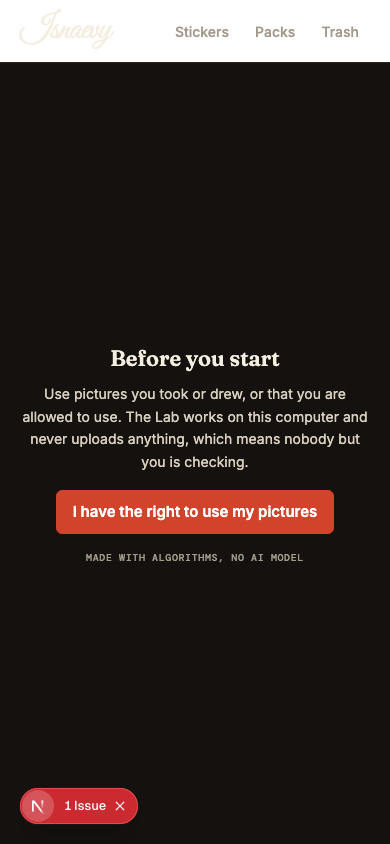 Jsnaevy
Stickers Packs Trash
Before you start
Use pictures you took or drew, or that you are
allowed to use. The Lab works on this computer and
never uploads anything, which means nobody but
you is checking.
I have the right to use my pictures
MADE WITH ALGORITHMS, NO AI MODEL
N 1 Issue